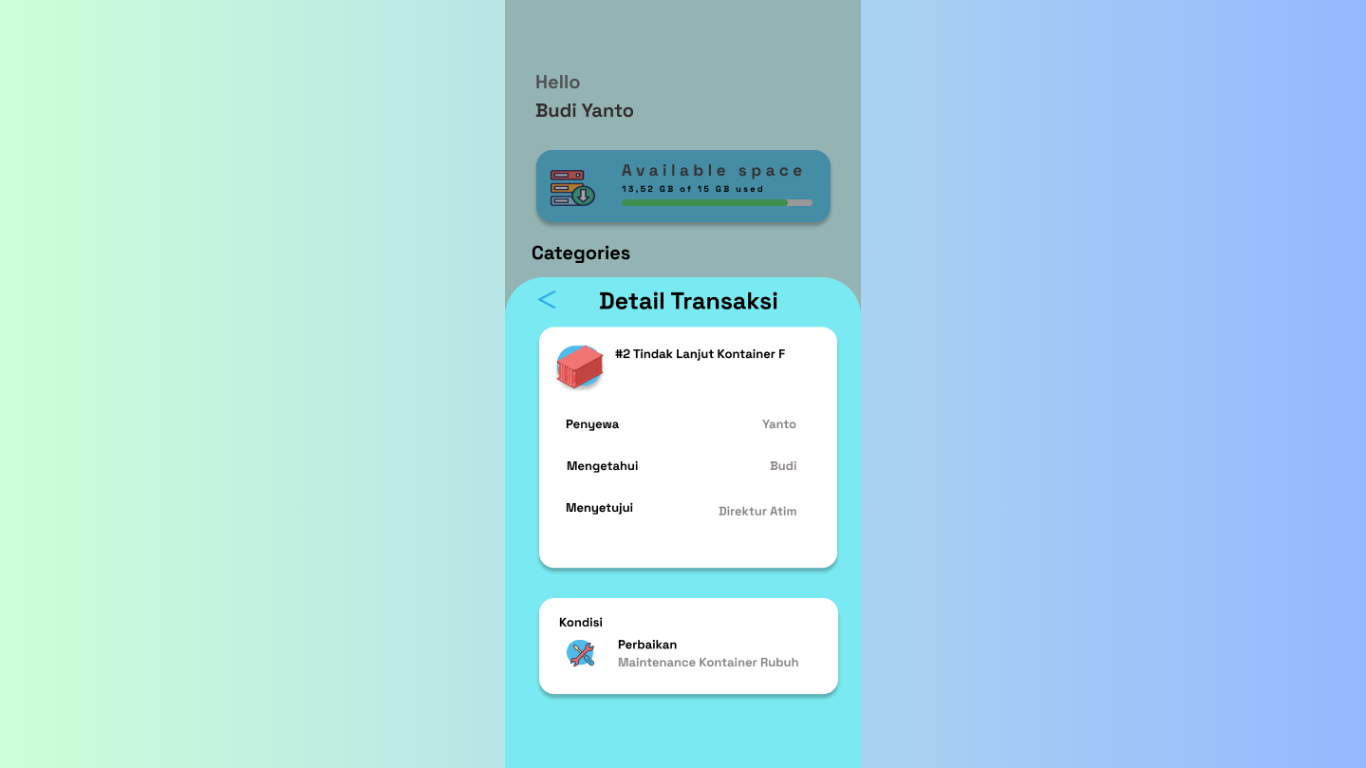 Hello
Budi Yanto
Available space
13,52 GB of 15 GB used
Categories
< Detail Transaksi
#2 Tindak Lanjut Kontainer F
Penyewa Yanto
Mengetahui Budi
Menyetujui Direktur Atim
Kondisi
Perbaikan
Maintenance Kontainer Rubuh